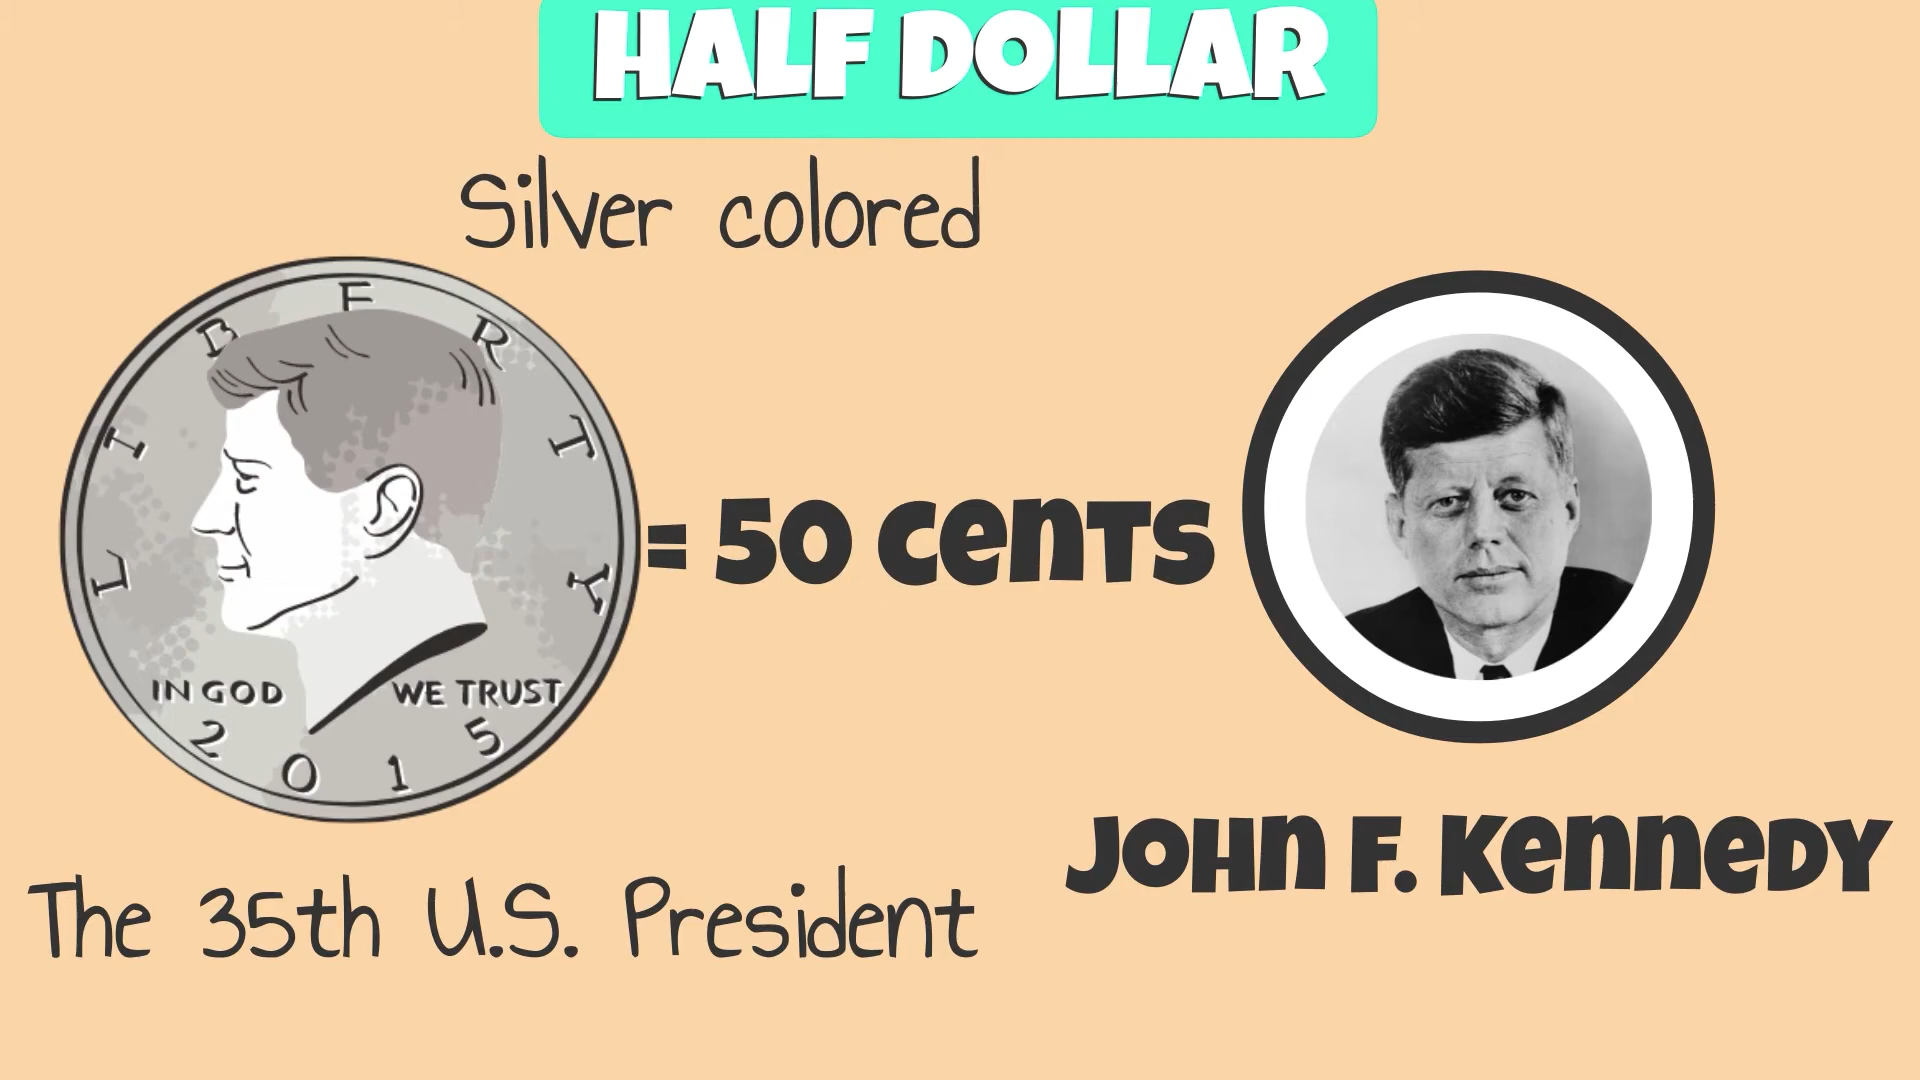 HALF DOLLAR
Silver colored
LIBERTY
IN GOD WE TRUST
2015
= 50 cents
John F. Kennedy
The 35th U.S. President